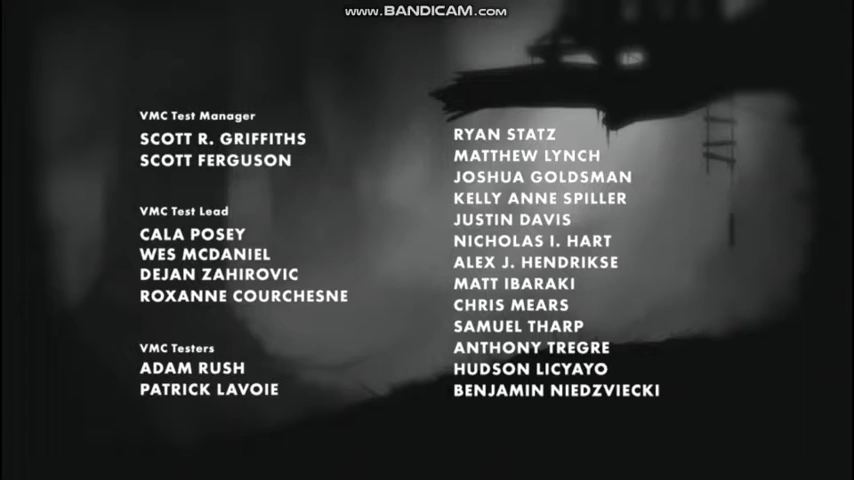 www.BANDICAM.com
VMC Test Manager
SCOTT R. GRIFFITHS
SCOTT FERGUSON
VMC Test Lead
CALA POSEY
WES MCDANIEL
DEJAN ZAHIROVIC
ROXANNE COURCHESNE
VMC Testers
ADAM RUSH
PATRICK LAVOIE
RYAN STATZ
MATTHEW LYNCH
JOSHUA GOLDSMAN
KELLY ANNE SPILLER
JUSTIN DAVIS
NICHOLAS I. HART
ALEX J. HENDRIKSE
MATT IBARAKI
CHRIS MEARS
SAMUEL THARP
ANTHONY TREGRE
HUDSON LICYAYO
BENJAMIN NIEDZVIECKI